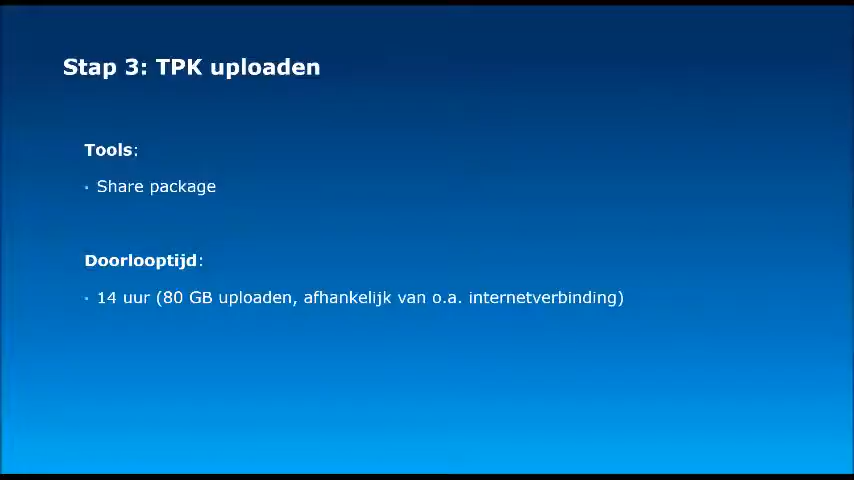 Stap 3: TPK uploaden
Tools:
· Share package
Doorlooptijd:
· 14 uur (80 GB uploaden, afhankelijk van o.a. internetverbinding)